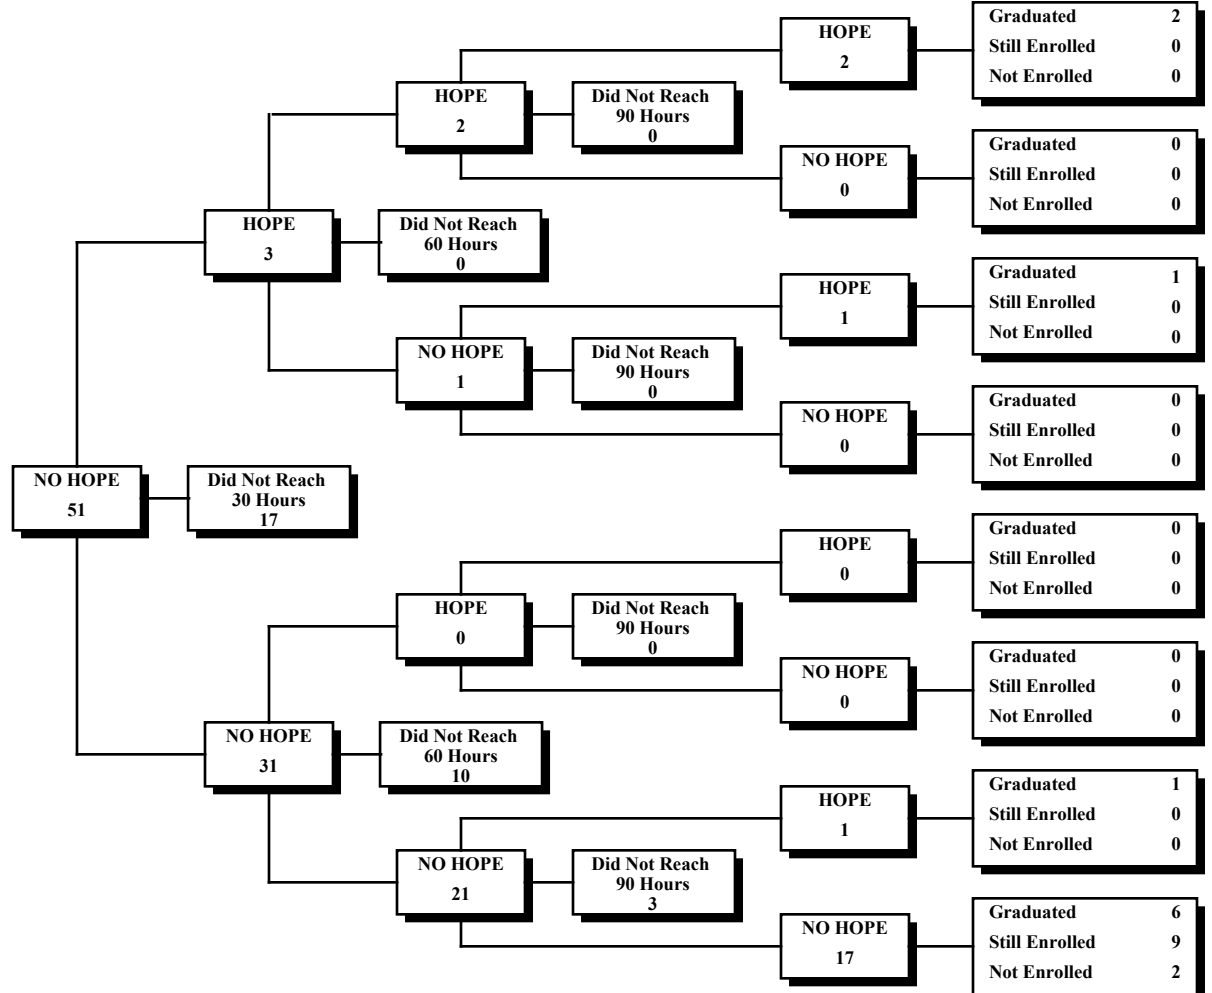 HOPE
2
Graduated 2
Still Enrolled 0
Not Enrolled 0
HOPE
2
Did Not Reach
90 Hours
0
NO HOPE
0
Graduated 0
Still Enrolled 0
Not Enrolled 0
HOPE
3
Did Not Reach
60 Hours
0
HOPE
1
Graduated 1
Still Enrolled 0
Not Enrolled 0
NO HOPE
1
Did Not Reach
90 Hours
0
NO HOPE
0
Graduated 0
Still Enrolled 0
Not Enrolled 0
NO HOPE
51
Did Not Reach
30 Hours
17
HOPE
0
Graduated 0
Still Enrolled 0
Not Enrolled 0
HOPE
0
Did Not Reach
90 Hours
0
NO HOPE
0
Graduated 0
Still Enrolled 0
Not Enrolled 0
NO HOPE
31
Did Not Reach
60 Hours
10
HOPE
1
Graduated 1
Still Enrolled 0
Not Enrolled 0
NO HOPE
21
Did Not Reach
90 Hours
3
NO HOPE
17
Graduated 6
Still Enrolled 9
Not Enrolled 2